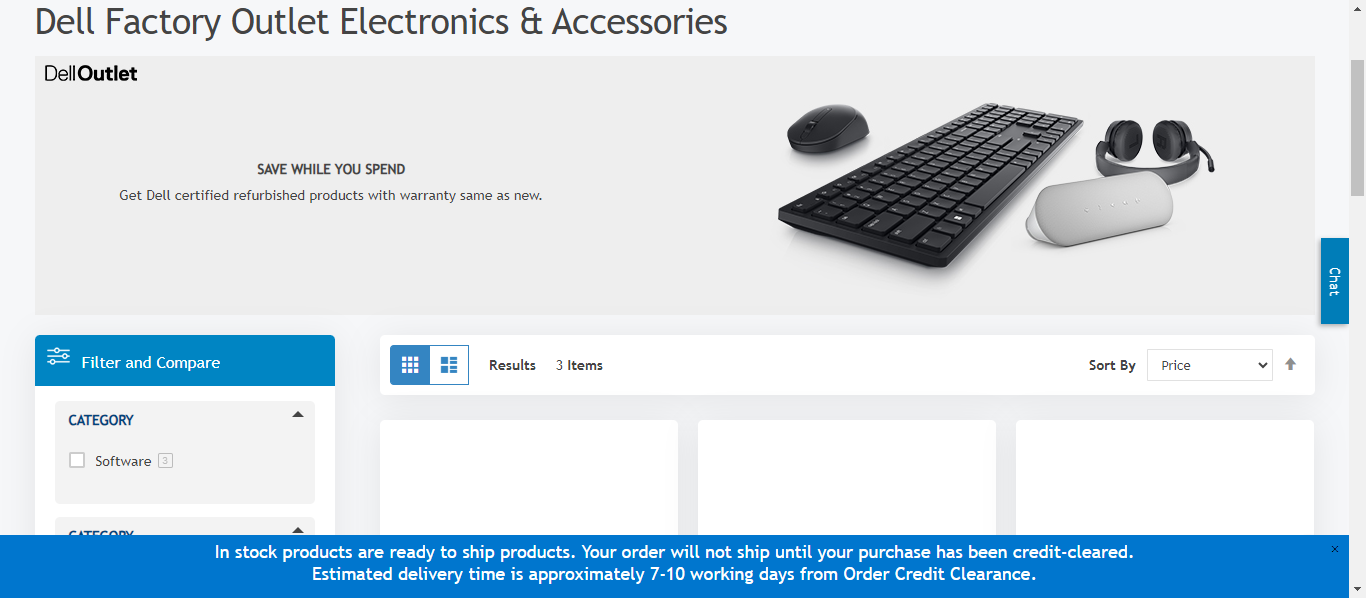 Dell Factory Outlet Electronics & Accessories
DellOutlet
SAVE WHILE YOU SPEND
Get Dell certified refurbished products with warranty same as new.
Chat
Filter and Compare
Results 3 Items
Sort By Price
CATEGORY
Software 3
CATEGORY
In stock products are ready to ship products. Your order will not ship until your purchase has been credit-cleared.
Estimated delivery time is approximately 7-10 working days from Order Credit Clearance.